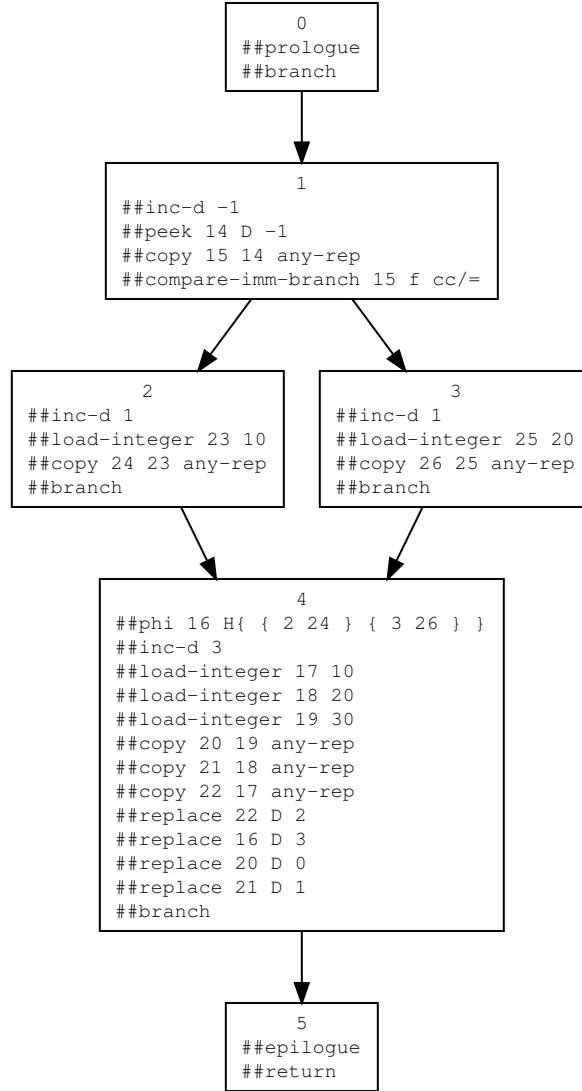 0
##prologue
##branch
1
##inc-d -1
##peek 14 D -1
##copy 15 14 any-rep
##compare-imm-branch 15 f cc/=
2
##inc-d 1
##load-integer 23 10
##copy 24 23 any-rep
##branch
3
##inc-d 1
##load-integer 25 20
##copy 26 25 any-rep
##branch
4
##phi 16 H{ { 2 24 } { 3 26 } }
##inc-d 3
##load-integer 17 10
##load-integer 18 20
##load-integer 19 30
##copy 20 19 any-rep
##copy 21 18 any-rep
##copy 22 17 any-rep
##replace 22 D 2
##replace 16 D 3
##replace 20 D 0
##replace 21 D 1
##branch
5
##epilogue
##return